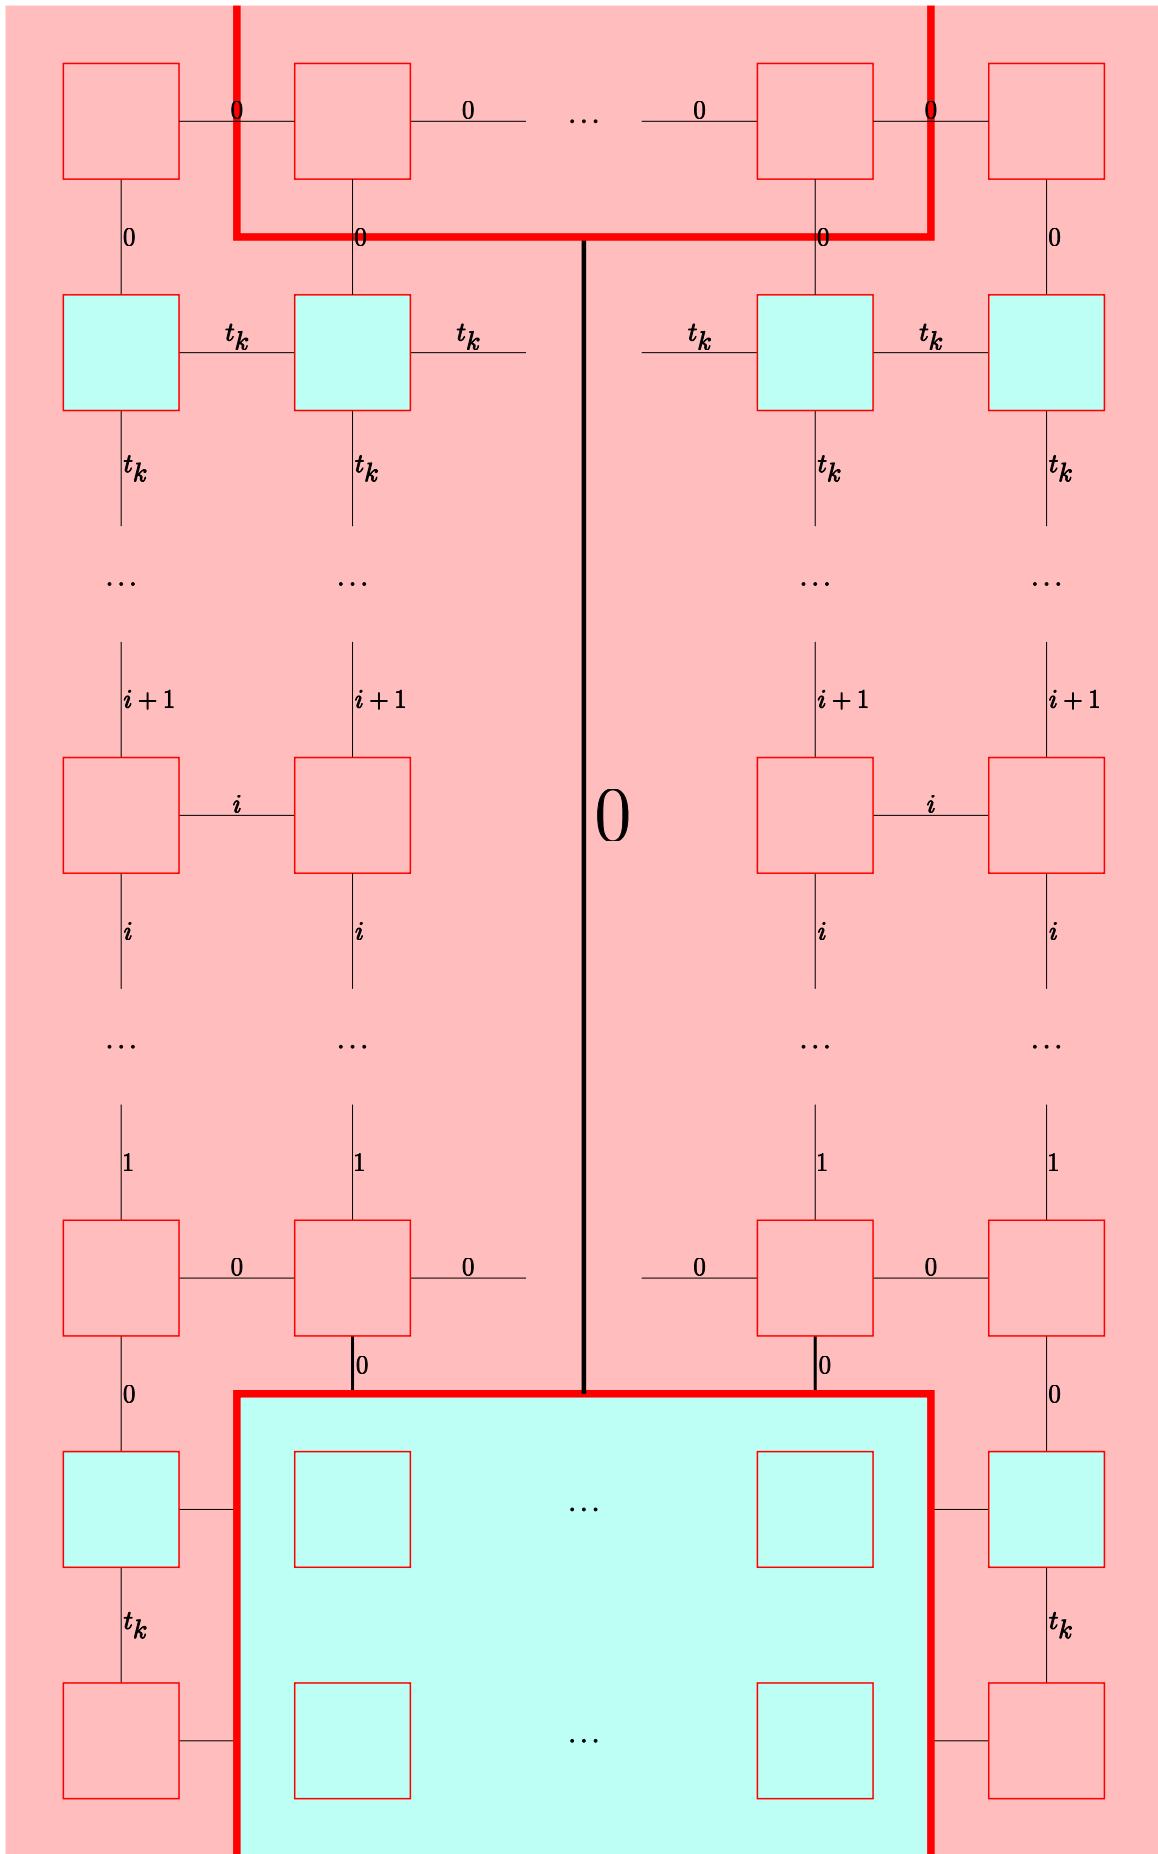 0 0 … 0 0
0 0 0 0
t_k t_k t_k t_k
t_k t_k t_k t_k
… … … …
i + 1 i + 1 i + 1 i + 1
i 0 i
i i i i
… … … …
1 1 1 1
0 0 0 0
0 0
0 0
…
t_k t_k
…